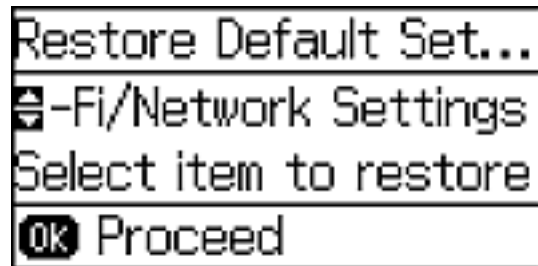 Restore Default Set...
-Fi/Network Settings
Select item to restore
OK Proceed